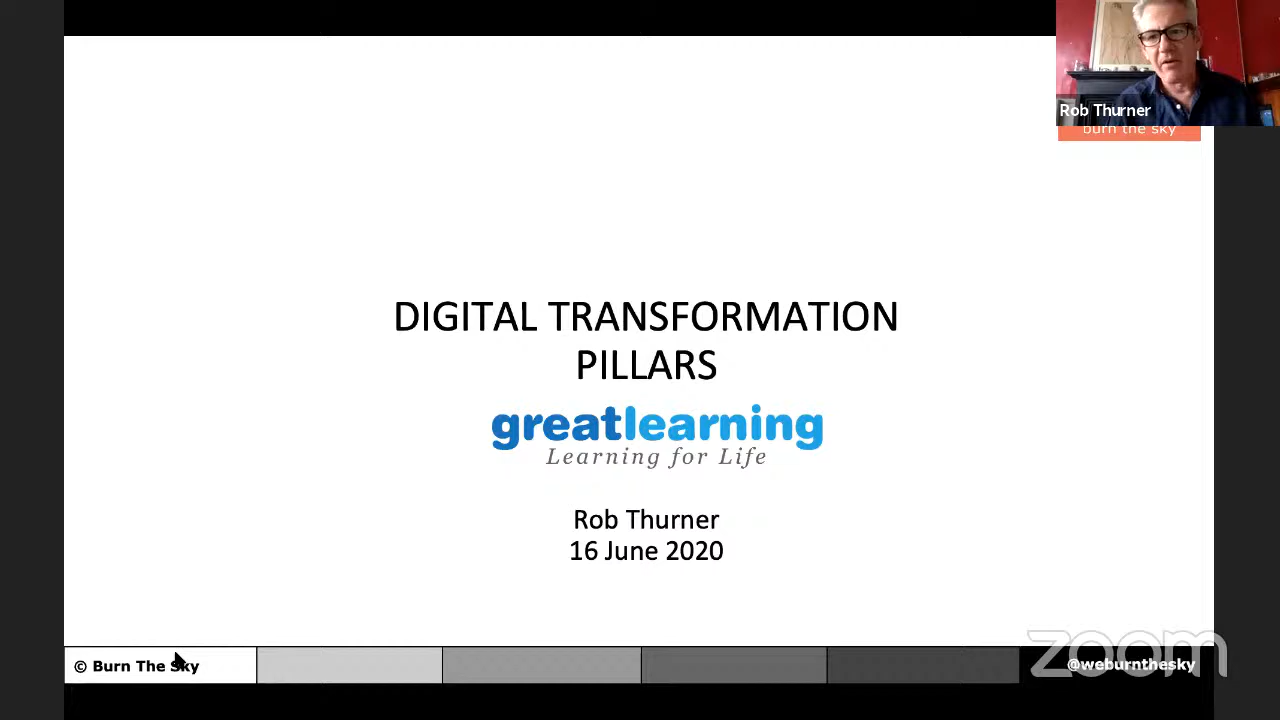 Rob Thurner
burn the sky
DIGITAL TRANSFORMATION
PILLARS
greatlearning
Learning for Life
Rob Thurner
16 June 2020
© Burn The Sky
@weburnthesky
zoom